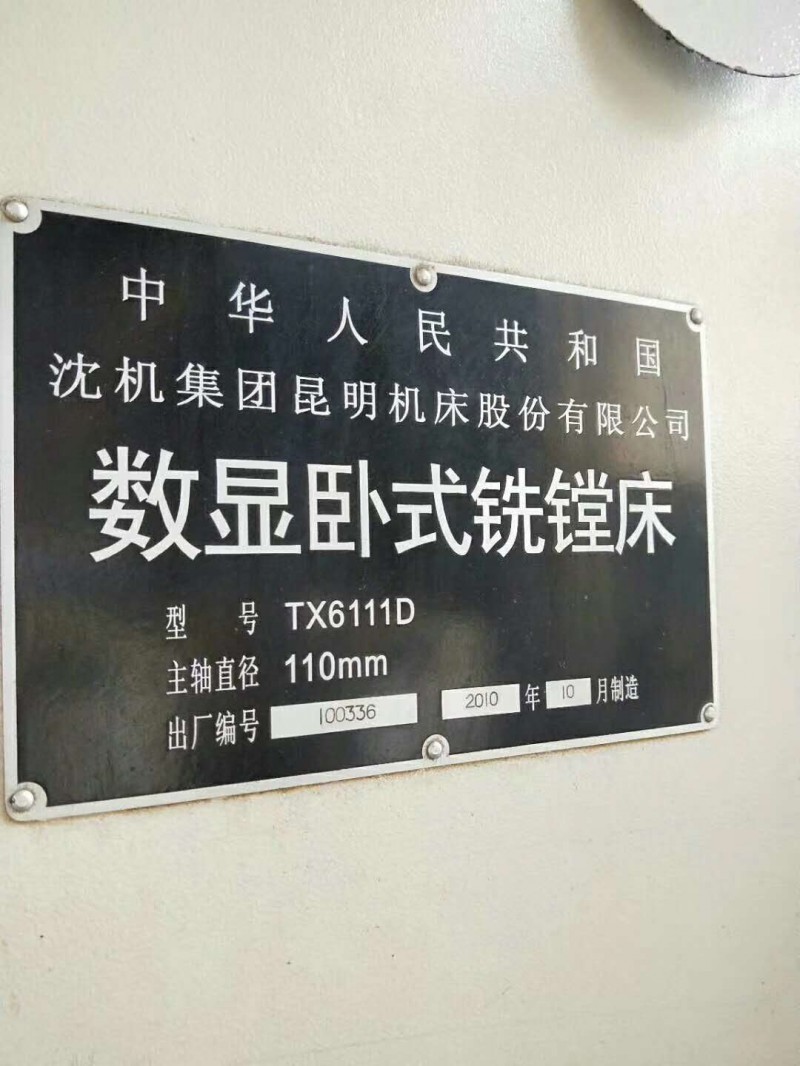 中华人民共和国
沈机集团昆明机床股份有限公司
数显卧式铣镗床
型号 TX6111D
主轴直径 110mm
出厂编号 100336 2010 年 10 月制造